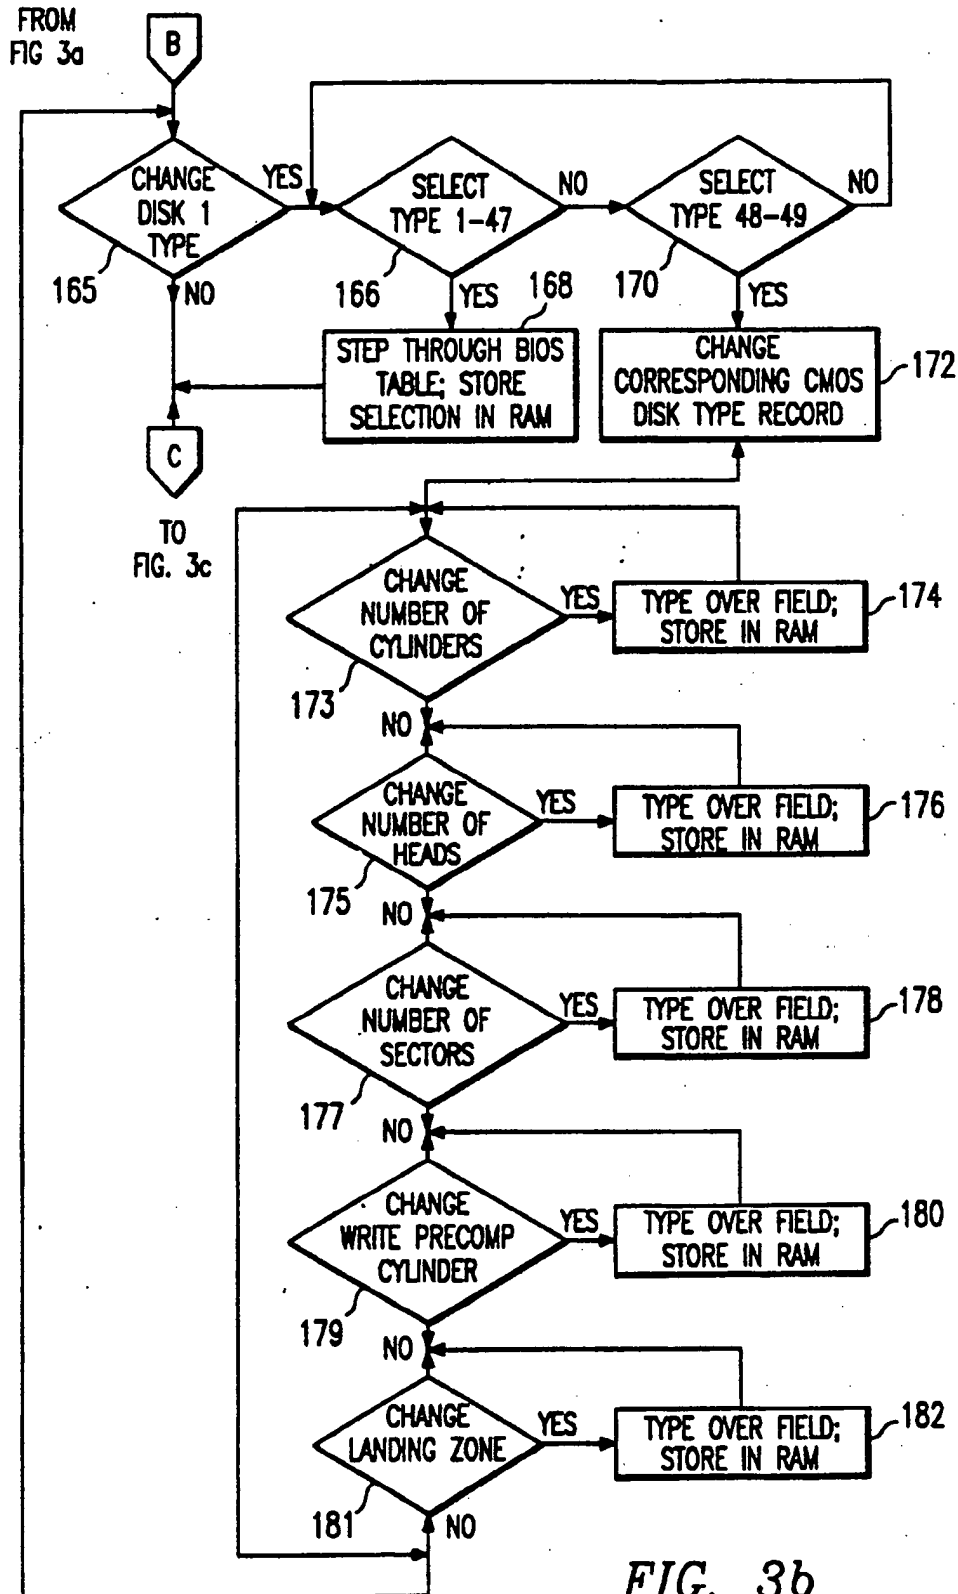 FROM
FIG 3a
B
CHANGE
DISK 1
TYPE
165
YES
NO
SELECT
TYPE 1-47
166
NO
YES
SELECT
TYPE 48-49
170
NO
YES
168
STEP THROUGH BIOS
TABLE; STORE
SELECTION IN RAM
CHANGE
CORRESPONDING CMOS
DISK TYPE RECORD
172
C
TO
FIG. 3c
CHANGE
NUMBER OF
CYLINDERS
173
YES
TYPE OVER FIELD;
STORE IN RAM
174
NO
CHANGE
NUMBER OF
HEADS
175
YES
TYPE OVER FIELD;
STORE IN RAM
176
NO
CHANGE
NUMBER OF
SECTORS
177
YES
TYPE OVER FIELD;
STORE IN RAM
178
NO
CHANGE
WRITE PRECOMP
CYLINDER
179
YES
TYPE OVER FIELD;
STORE IN RAM
180
NO
CHANGE
LANDING ZONE
181
YES
TYPE OVER FIELD;
STORE IN RAM
182
NO
FIG. 3b